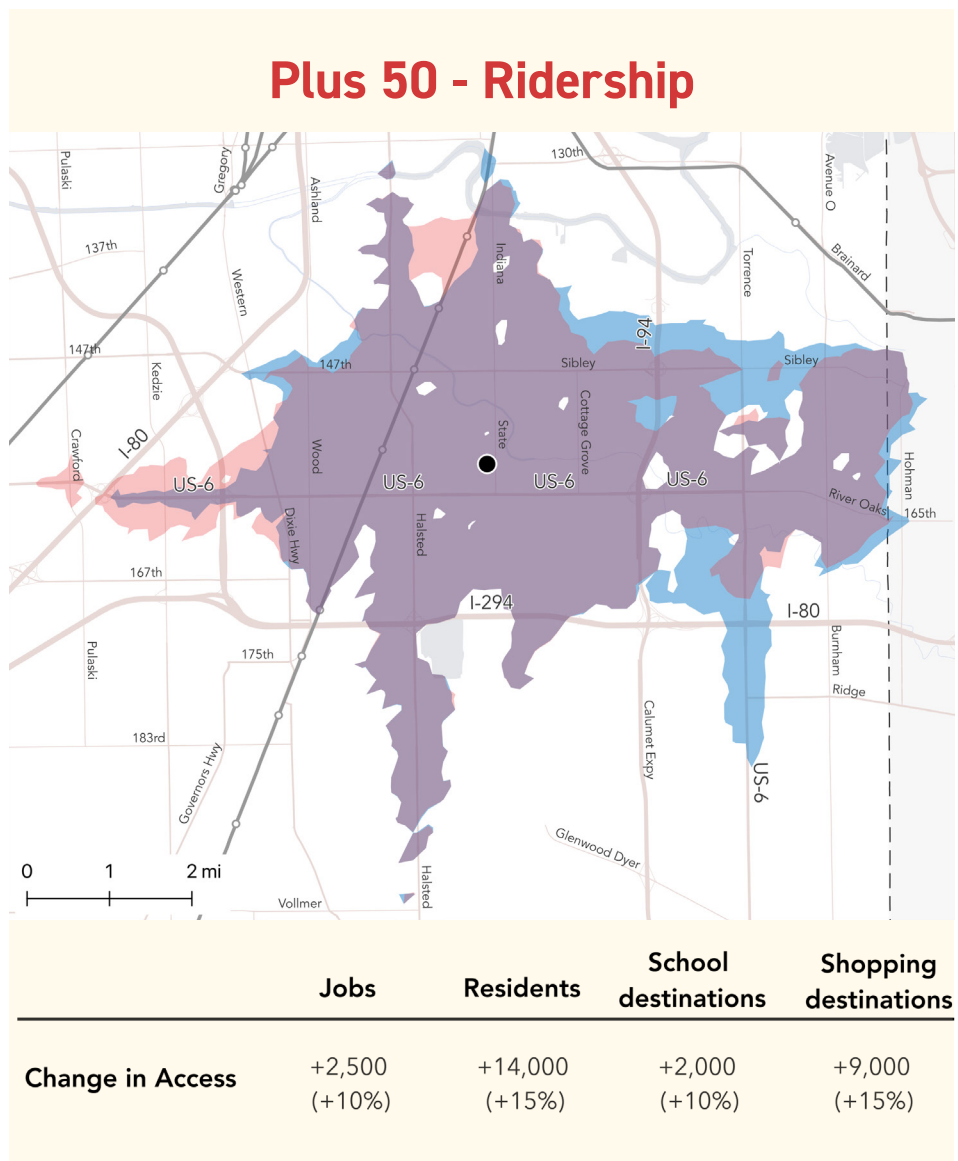 Plus 50 - Ridership
130th
Pulaski
Gregory
Ashland
Avenue O
137th
Western
Indiana
Torrence
Brainard
I-94
147th
147th
Sibley
Sibley
Kedzie
Crawford
I-80
Wood
State
Cottage Grove
Hohman
US-6
US-6
US-6
US-6
River Oaks
165th
Dixie Hwy
Halsted
167th
I-294
I-80
Pulaski
175th
Burnham
Ridge
183rd
Governors Hwy
Calumet Expy
US-6
Glenwood Dyer
0 1 2 mi
Halsted
Vollmer
Jobs Residents School destinations Shopping destinations
Change in Access +2,500 +14,000 +2,000 +9,000
(+10%) (+15%) (+10%) (+15%)